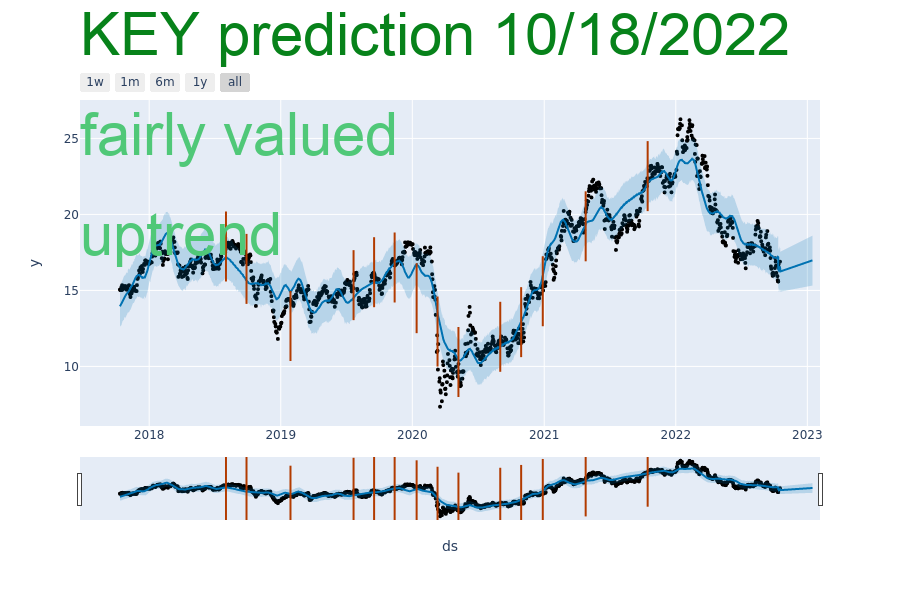 KEY prediction 10/18/2022
1w 1m 6m 1y all
fairly valued
uptrend
25
20
15
10
y
2018 2019 2020 2021 2022 2023
ds